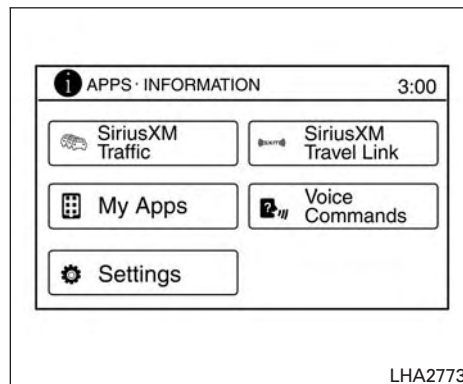 i APPS · INFORMATION 3:00
SiriusXM
Traffic
SiriusXM
Travel Link
My Apps
Voice
Commands
Settings
LHA2773